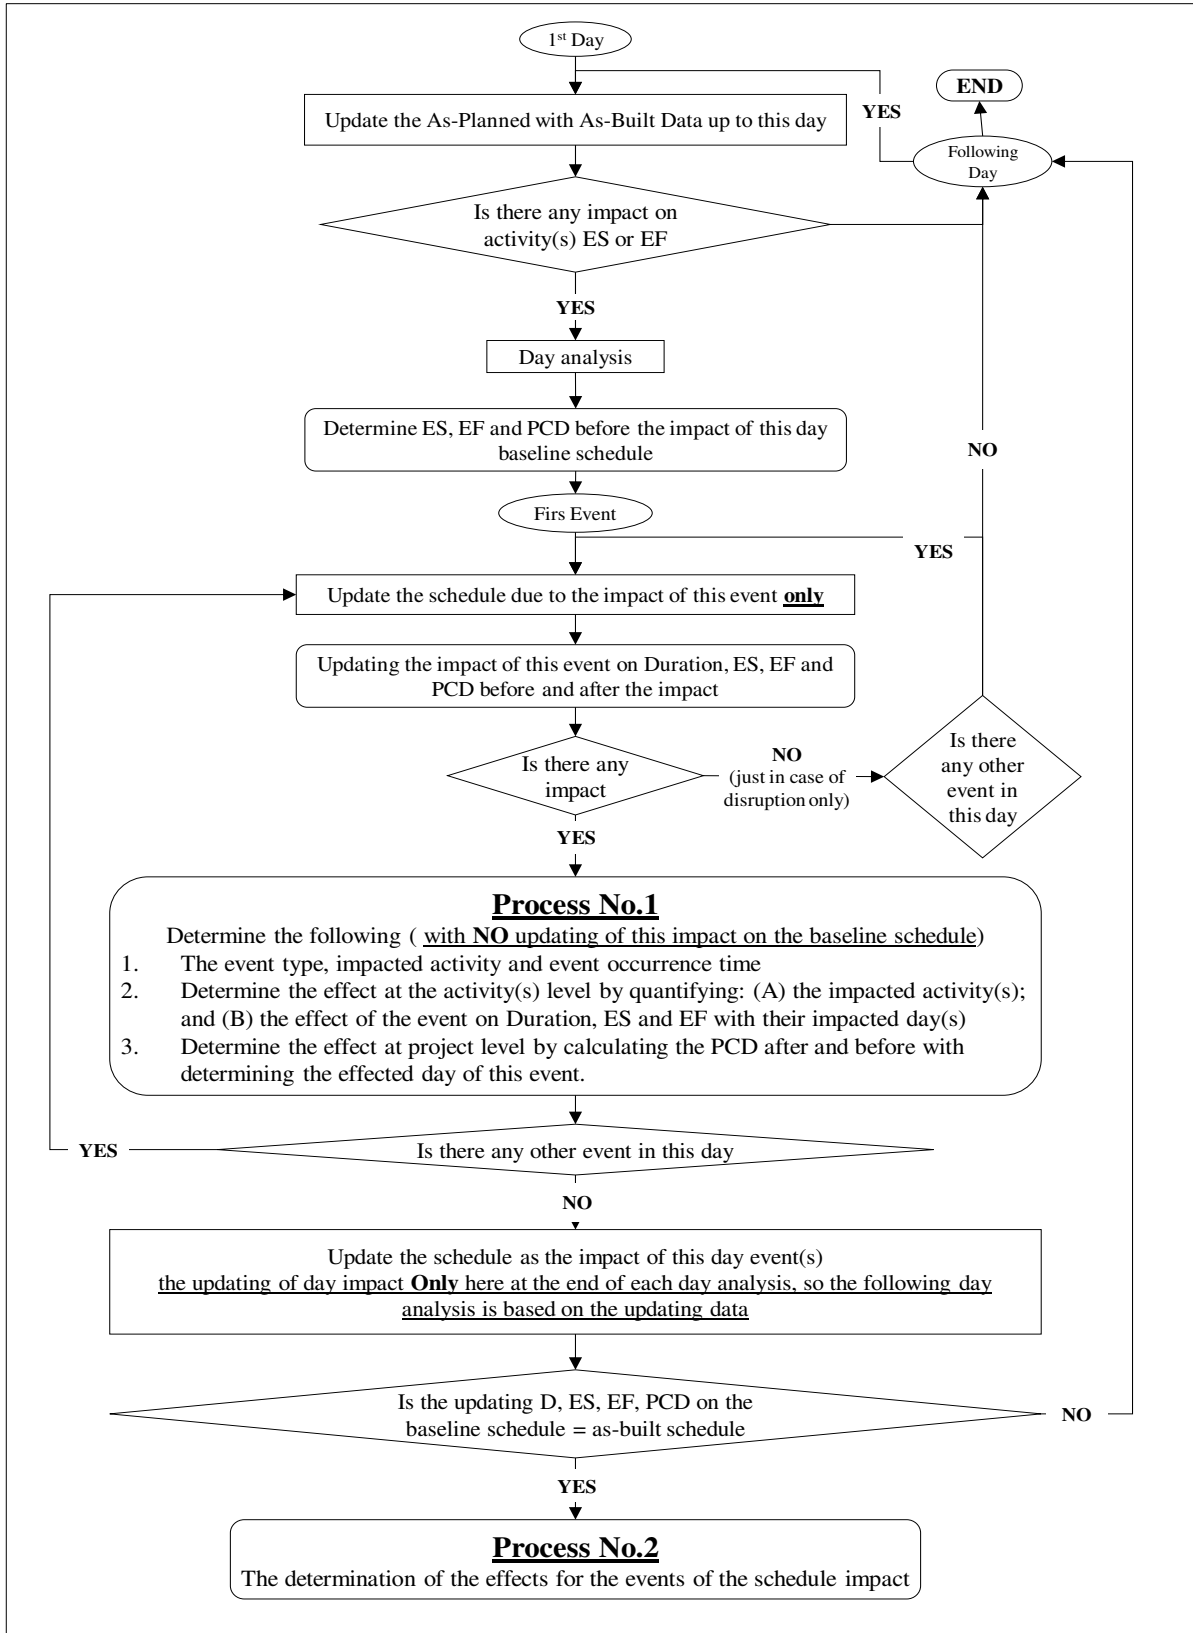 1st Day
END
YES
Update the As-Planned with As-Built Data up to this day
Following
Day
Is there any impact on
activity(s) ES or EF
YES
Day analysis
Determine ES, EF and PCD before the impact of this day
baseline schedule
NO
Firs Event
YES
Update the schedule due to the impact of this event only
Updating the impact of this event on Duration, ES, EF and
PCD before and after the impact
Is there any
impact
NO
(just in case of
disruption only)
Is there
any other
event in
this day
YES
Process No.1
Determine the following ( with NO updating of this impact on the baseline schedule)
1. The event type, impacted activity and event occurrence time
2. Determine the effect at the activity(s) level by quantifying: (A) the impacted activity(s);
and (B) the effect of the event on Duration, ES and EF with their impacted day(s)
3. Determine the effect at project level by calculating the PCD after and before with
determining the effected day of this event.
YES
Is there any other event in this day
NO
Update the schedule as the impact of this day event(s)
the updating of day impact Only here at the end of each day analysis, so the following day
analysis is based on the updating data
Is the updating D, ES, EF, PCD on the
baseline schedule = as-built schedule
NO
YES
Process No.2
The determination of the effects for the events of the schedule impact